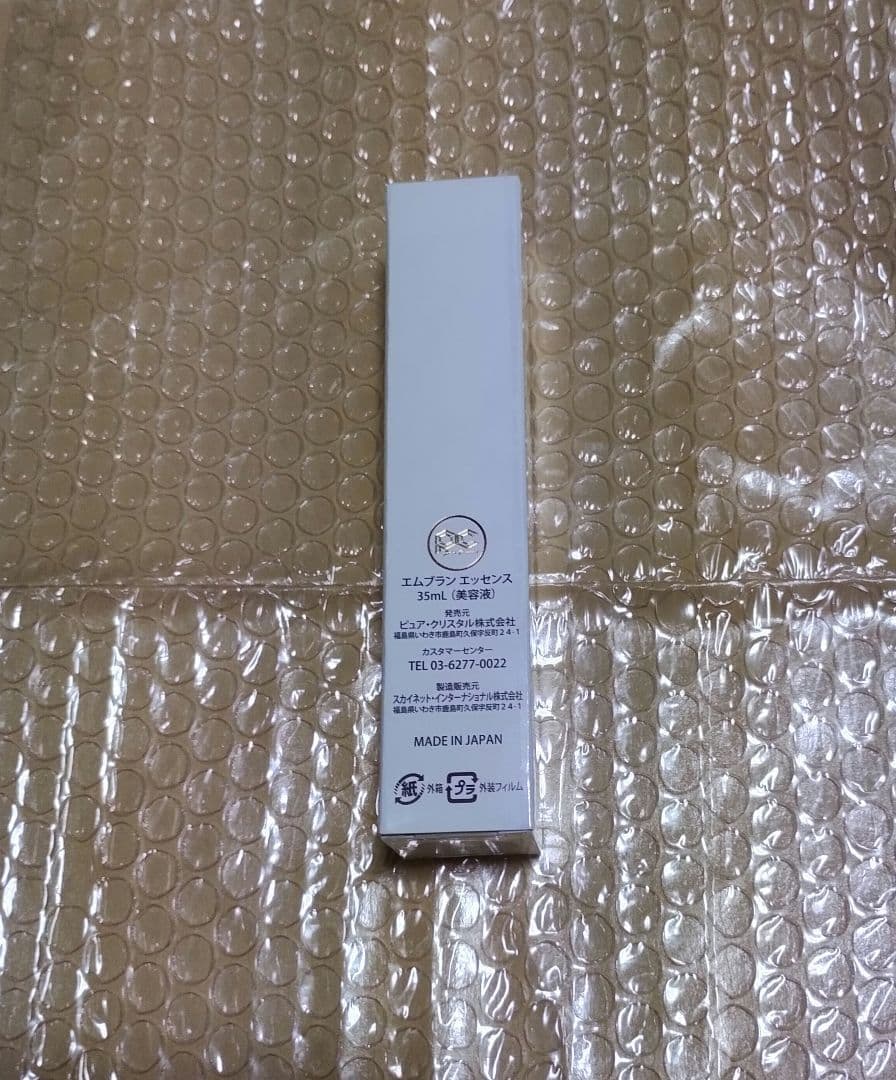 エムブラン エッセンス
35mL（美容液）
発売元
ピュア・クリスタル株式会社
福島県いわき市鹿島町久保字反町２４-１
カスタマーセンター
TEL 03-6277-0022
製造販売元
スカイネット・インターナショナル株式会社
福島県いわき市鹿島町久保字反町２４-１
MADE IN JAPAN
紙 外箱 プラ 外装フィルム